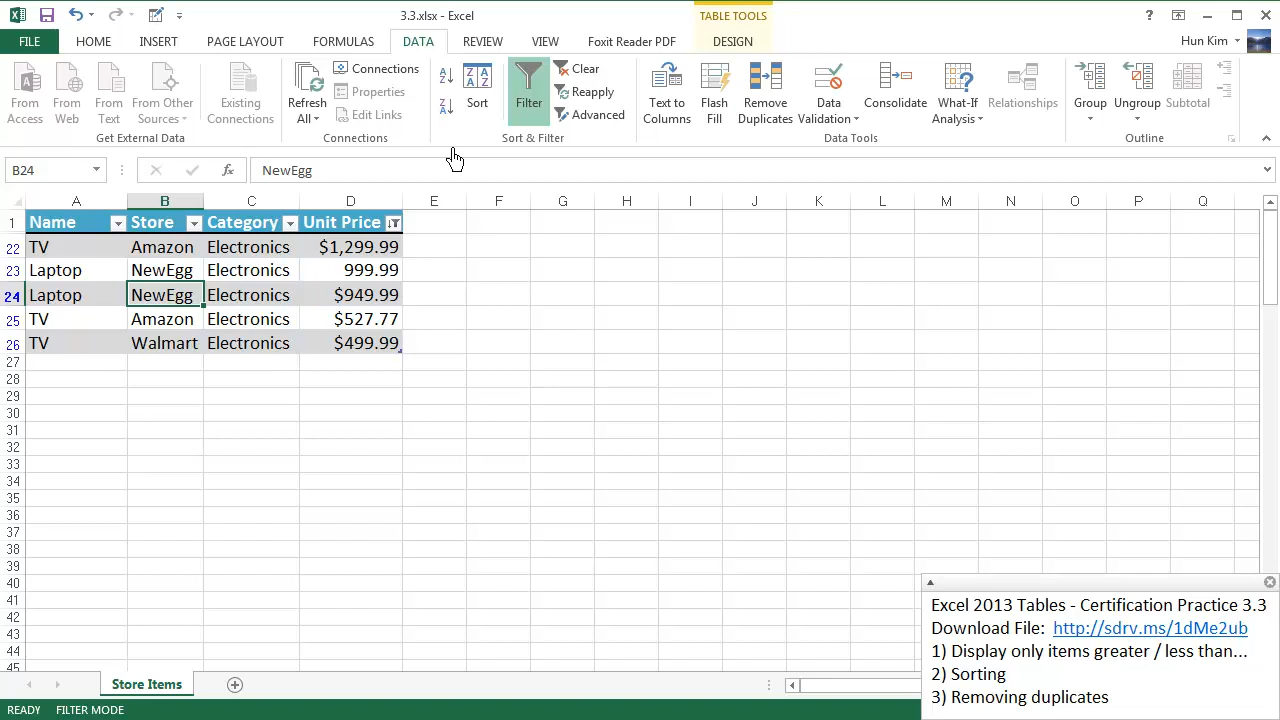 3.3.xlsx - Excel
TABLE TOOLS
FILE HOME INSERT PAGE LAYOUT FORMULAS DATA REVIEW VIEW Foxit Reader PDF DESIGN
Hun Kim
From Access
From Web
From Text
From Other Sources
Existing Connections
Get External Data
Refresh All
Connections
Properties
Edit Links
Connections
Sort
Filter
Clear
Reapply
Advanced
Sort & Filter
Text to Columns
Flash Fill
Remove Duplicates
Data Validation
Consolidate
What-If Analysis
Relationships
Data Tools
Group
Ungroup
Subtotal
Outline
B24
fx
NewEgg
A B C D E F G H I J K L M N O P Q
1 Name Store Category Unit Price
22 TV Amazon Electronics $1,299.99
23 Laptop NewEgg Electronics 999.99
24 Laptop NewEgg Electronics $949.99
25 TV Amazon Electronics $527.77
26 TV Walmart Electronics $499.99
27
28
29
30
31
32
33
34
35
36
37
38
39
40
41
42
43
44
45
Excel 2013 Tables - Certification Practice 3.3
Download File: http://sdrv.ms/1dMe2ub
1) Display only items greater / less than...
2) Sorting
3) Removing duplicates
Store Items
READY FILTER MODE